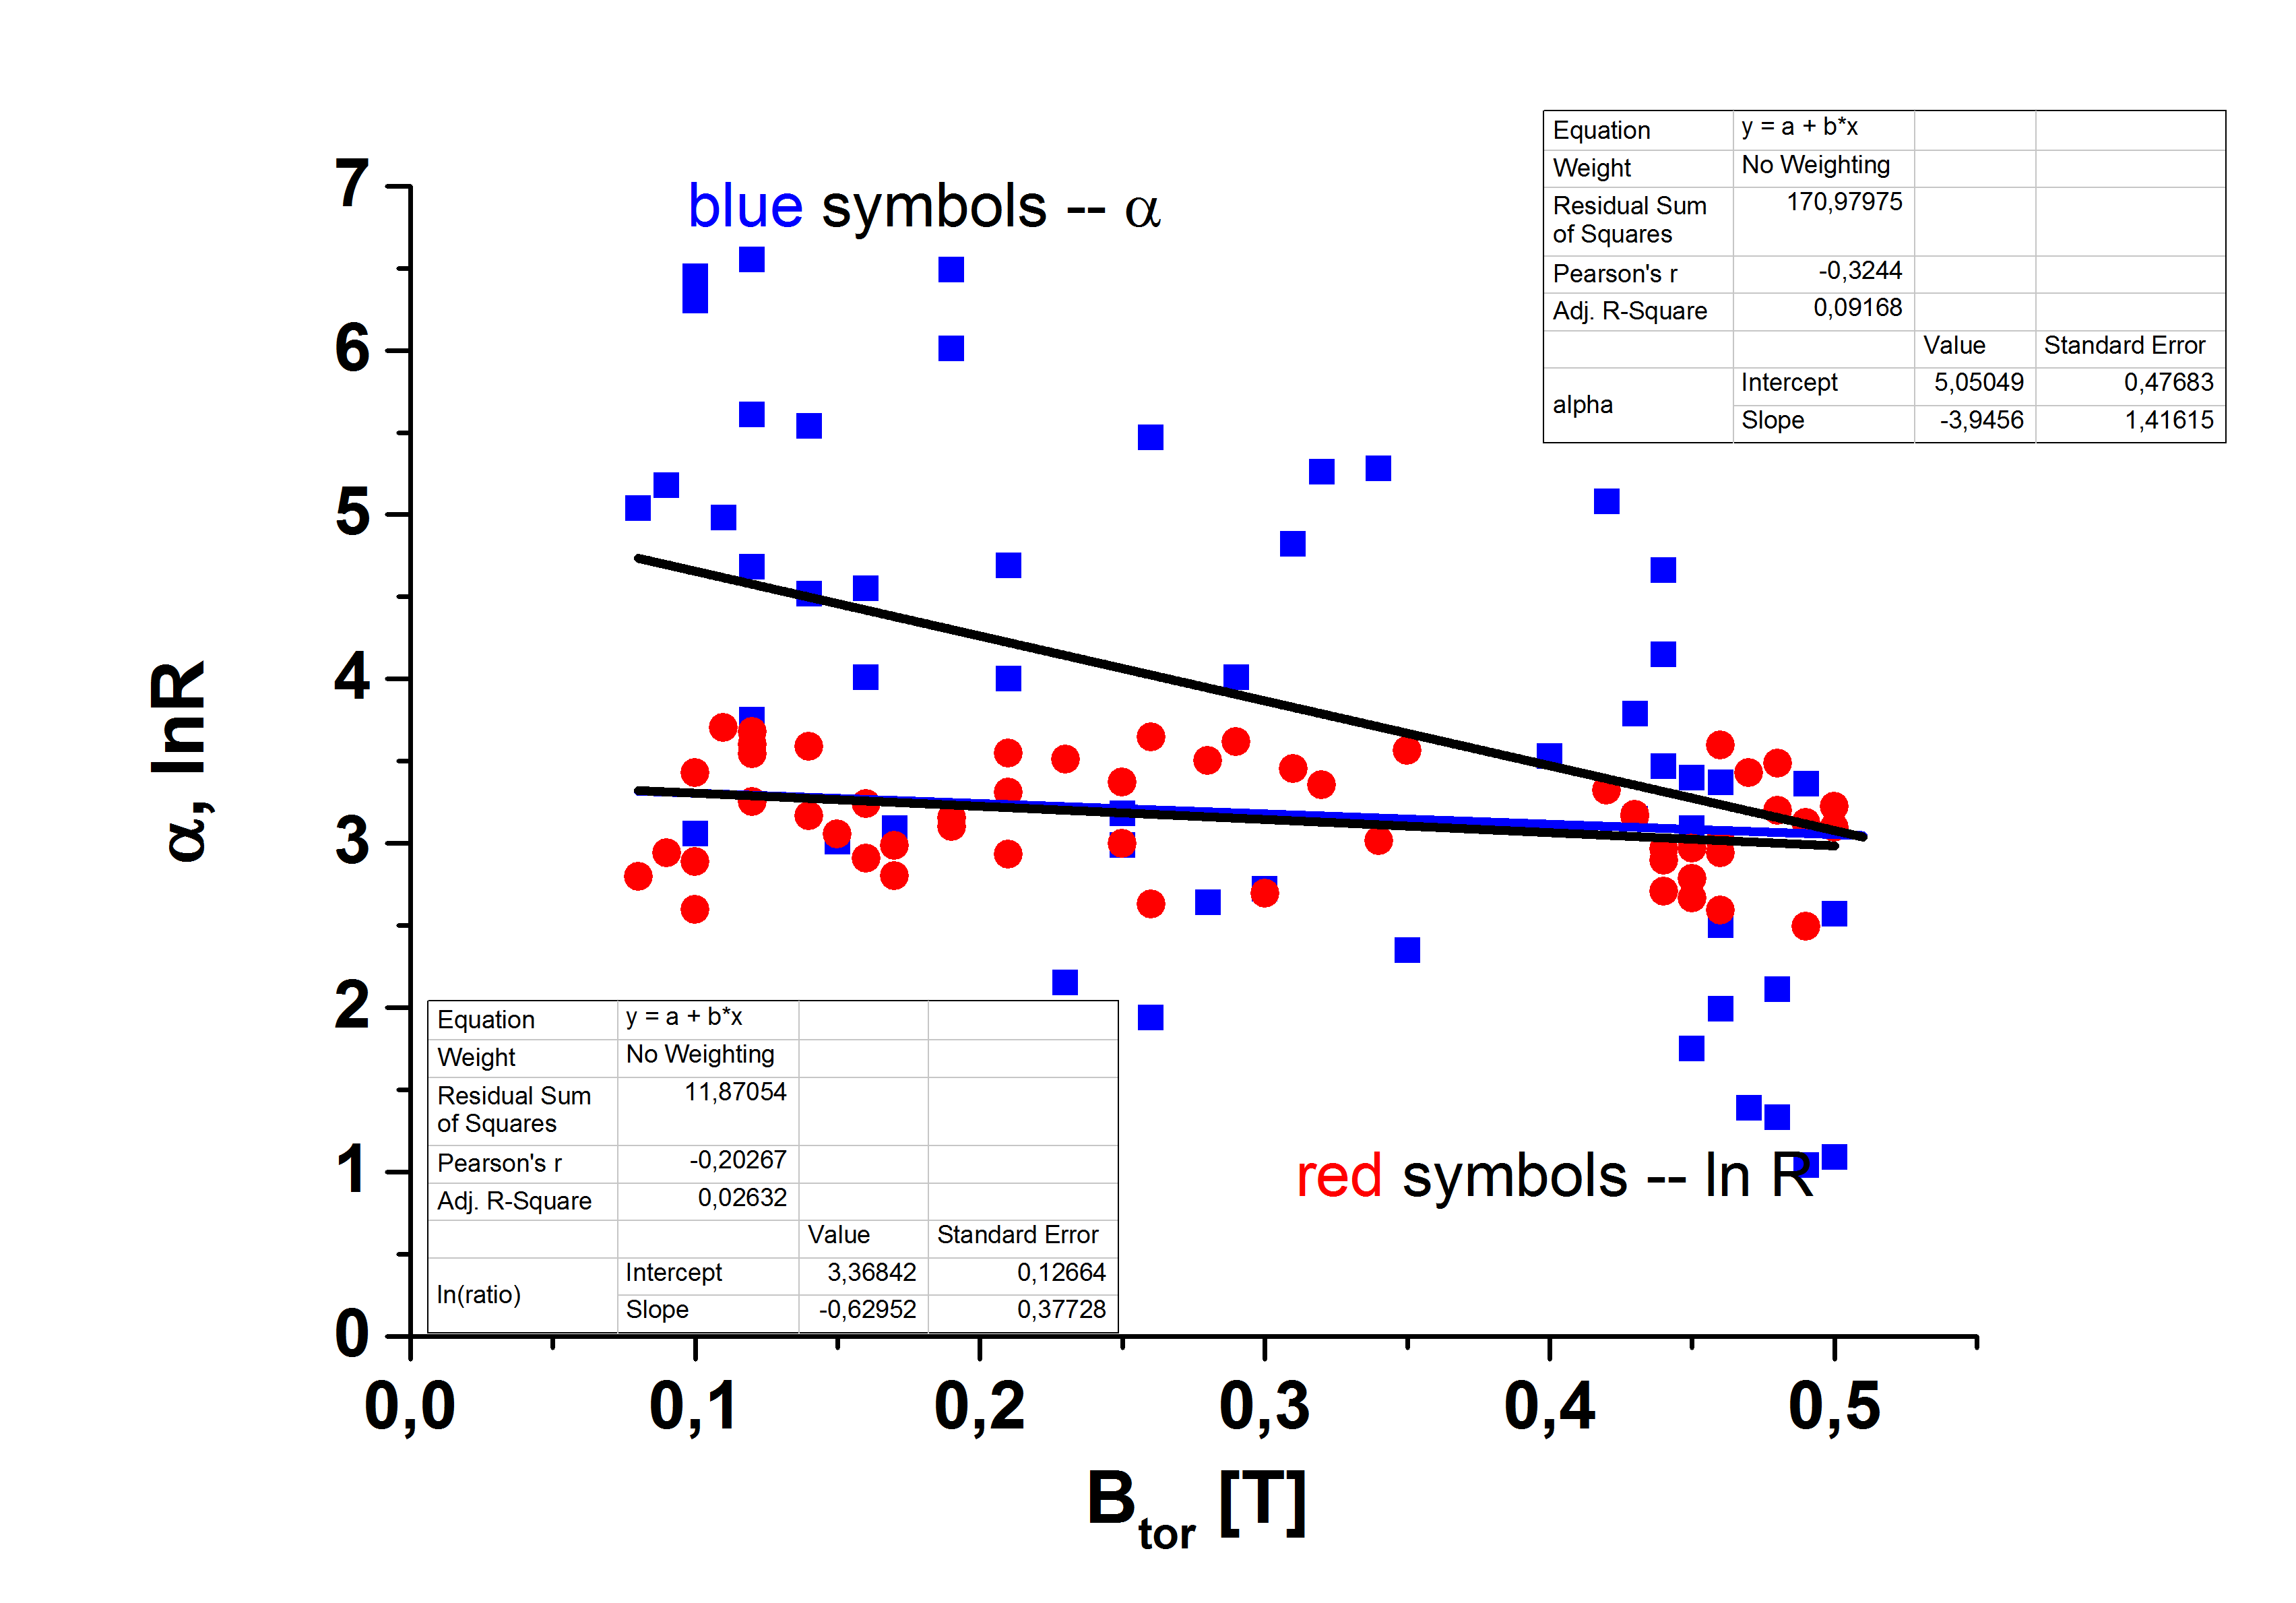 Equation y = a + b*x
Weight No Weighting
Residual Sum of Squares 170,97975
Pearson's r -0,3244
Adj. R-Square 0,09168
Value Standard Error
alpha Intercept 5,05049 0,47683
Slope -3,9456 1,41615
blue symbols -- α
7
6
5
4
3
2
1
0
α, lnR
Equation y = a + b*x
Weight No Weighting
Residual Sum of Squares 11,87054
Pearson's r -0,20267
Adj. R-Square 0,02632
Value Standard Error
ln(ratio) Intercept 3,36842 0,12664
Slope -0,62952 0,37728
red symbols -- ln R
0,0 0,1 0,2 0,3 0,4 0,5
Btor [T]